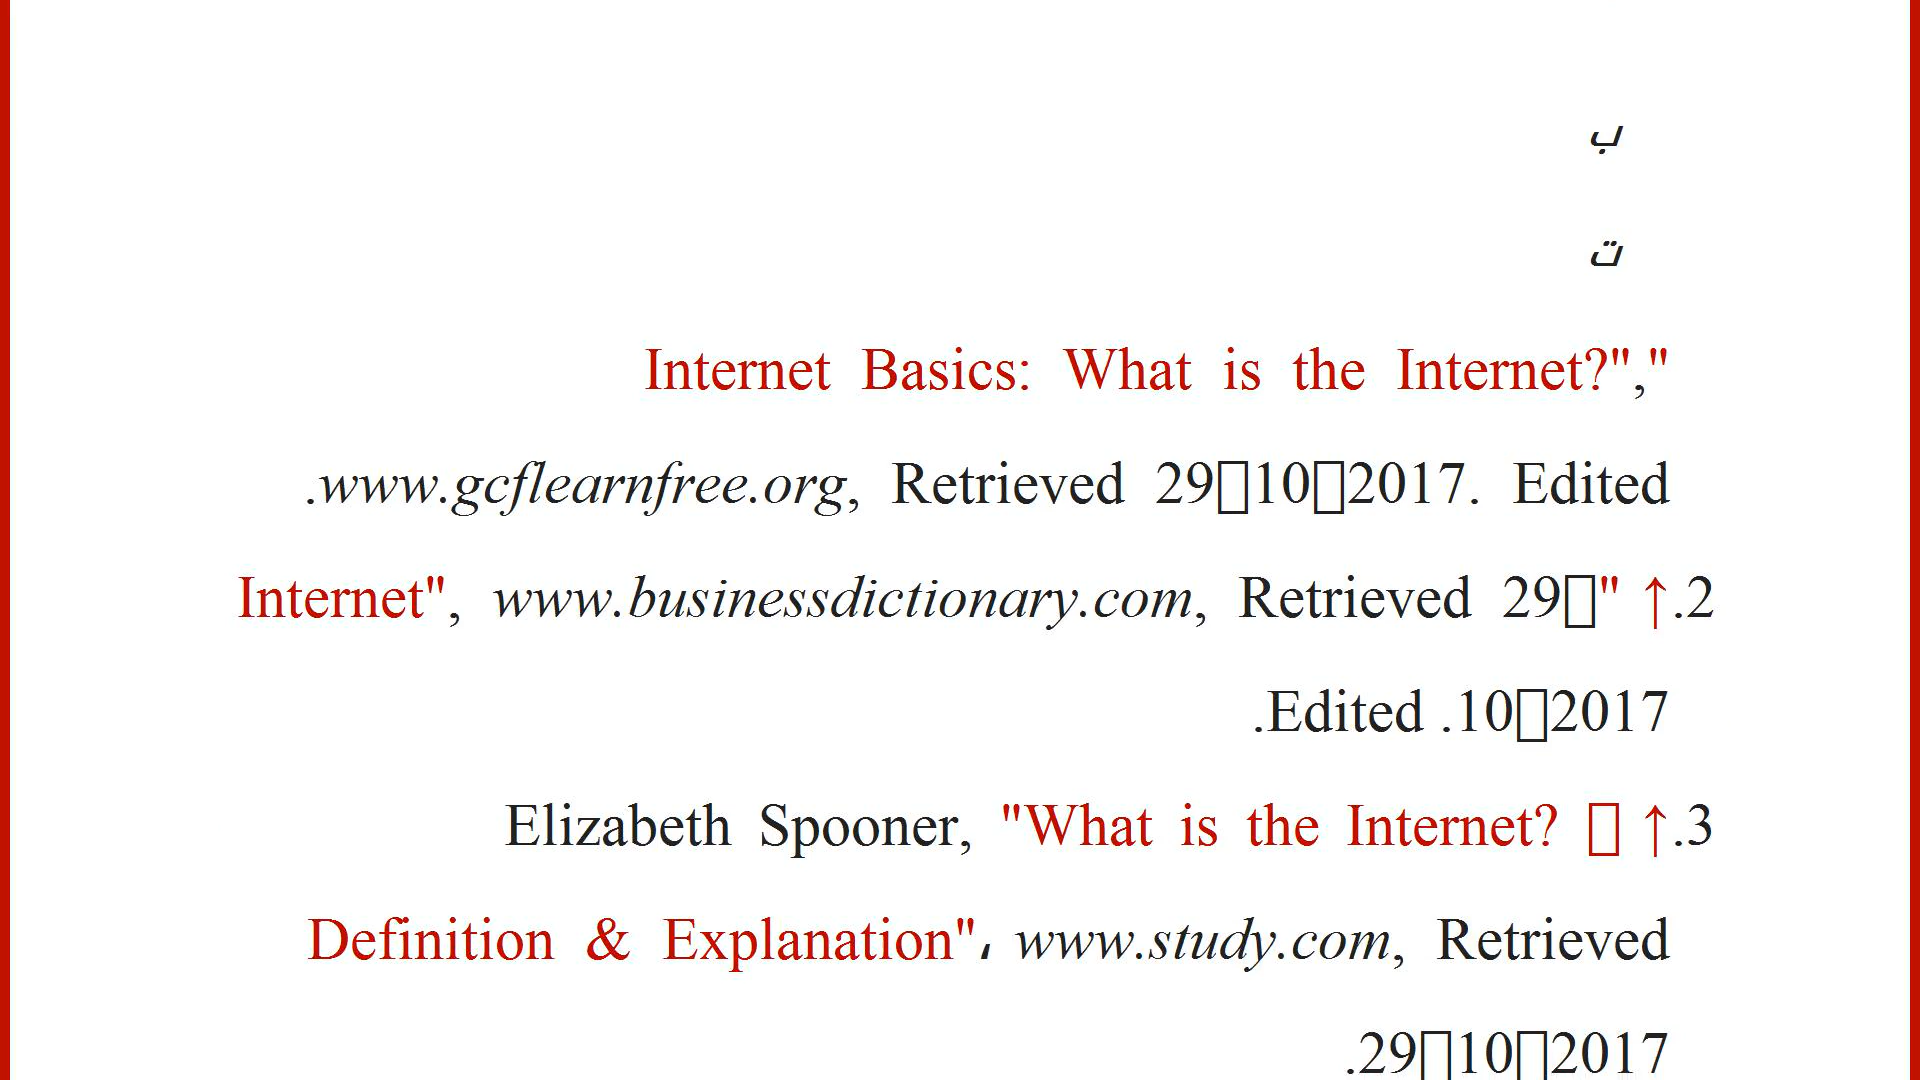 ب
ت
"Internet Basics: What is the Internet?",
www.gcflearnfree.org, Retrieved 29▯10▯2017. Edited.
2.↑ "Internet", www.businessdictionary.com, Retrieved 29▯
10▯2017. Edited.
3.↑ ▯ Elizabeth Spooner, "What is the Internet?
Definition & Explanation"، www.study.com, Retrieved
29▯10▯2017.